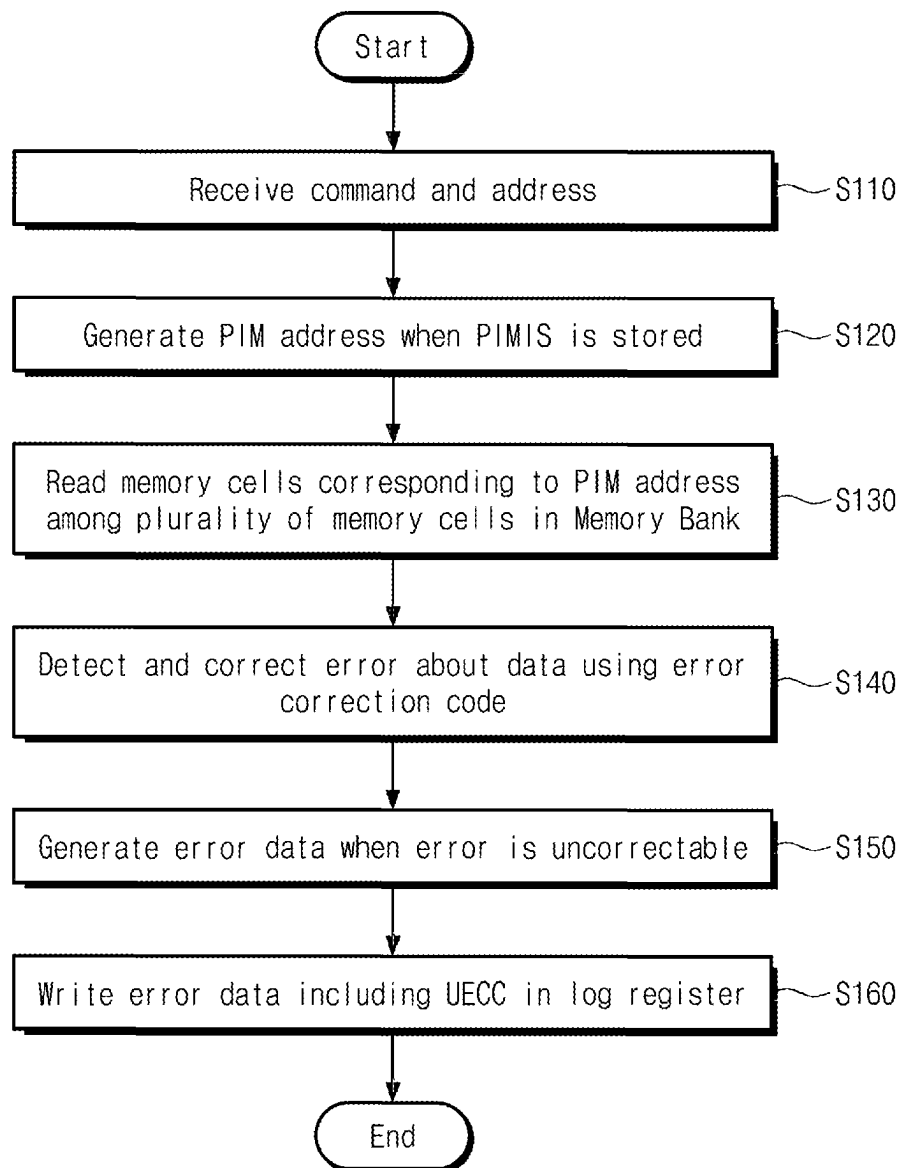 Start
Receive command and address
S110
Generate PIM address when PIMIS is stored
S120
Read memory cells corresponding to PIM address
among plurality of memory cells in Memory Bank
S130
Detect and correct error about data using error
correction code
S140
Generate error data when error is uncorrectable
S150
Write error data including UECC in log register
S160
End